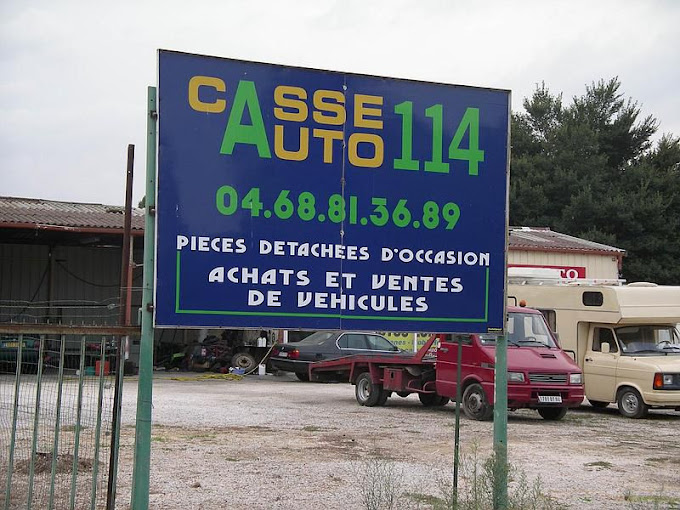 CASSE
AUTO 114
04.68.81.36.89
PIECES DETACHEES D'OCCASION
ACHATS ET VENTES
DE VEHICULES